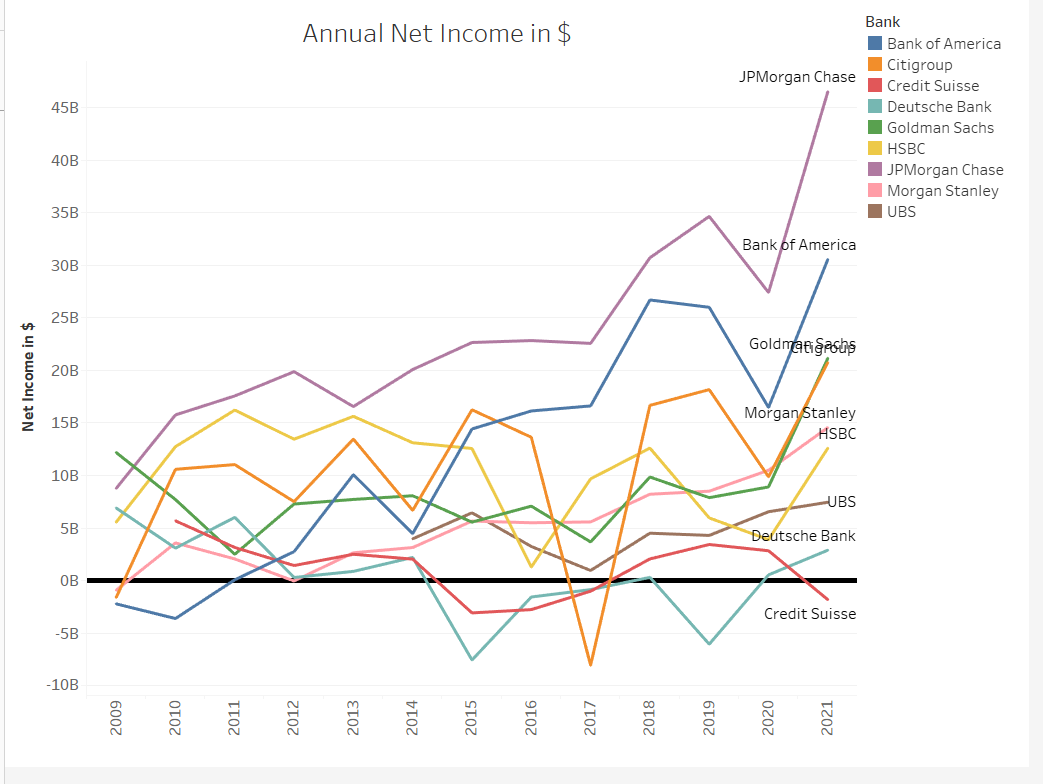 Annual Net Income in $
Bank
Bank of America
Citigroup
Credit Suisse
Deutsche Bank
Goldman Sachs
HSBC
JPMorgan Chase
Morgan Stanley
UBS
Net Income in $
45B
40B
35B
30B
25B
20B
15B
10B
5B
0B
-5B
-10B
JPMorgan Chase
Bank of America
Goldman Sachs
Citigroup
Morgan Stanley
HSBC
UBS
Deutsche Bank
Credit Suisse
2009
2010
2011
2012
2013
2014
2015
2016
2017
2018
2019
2020
2021